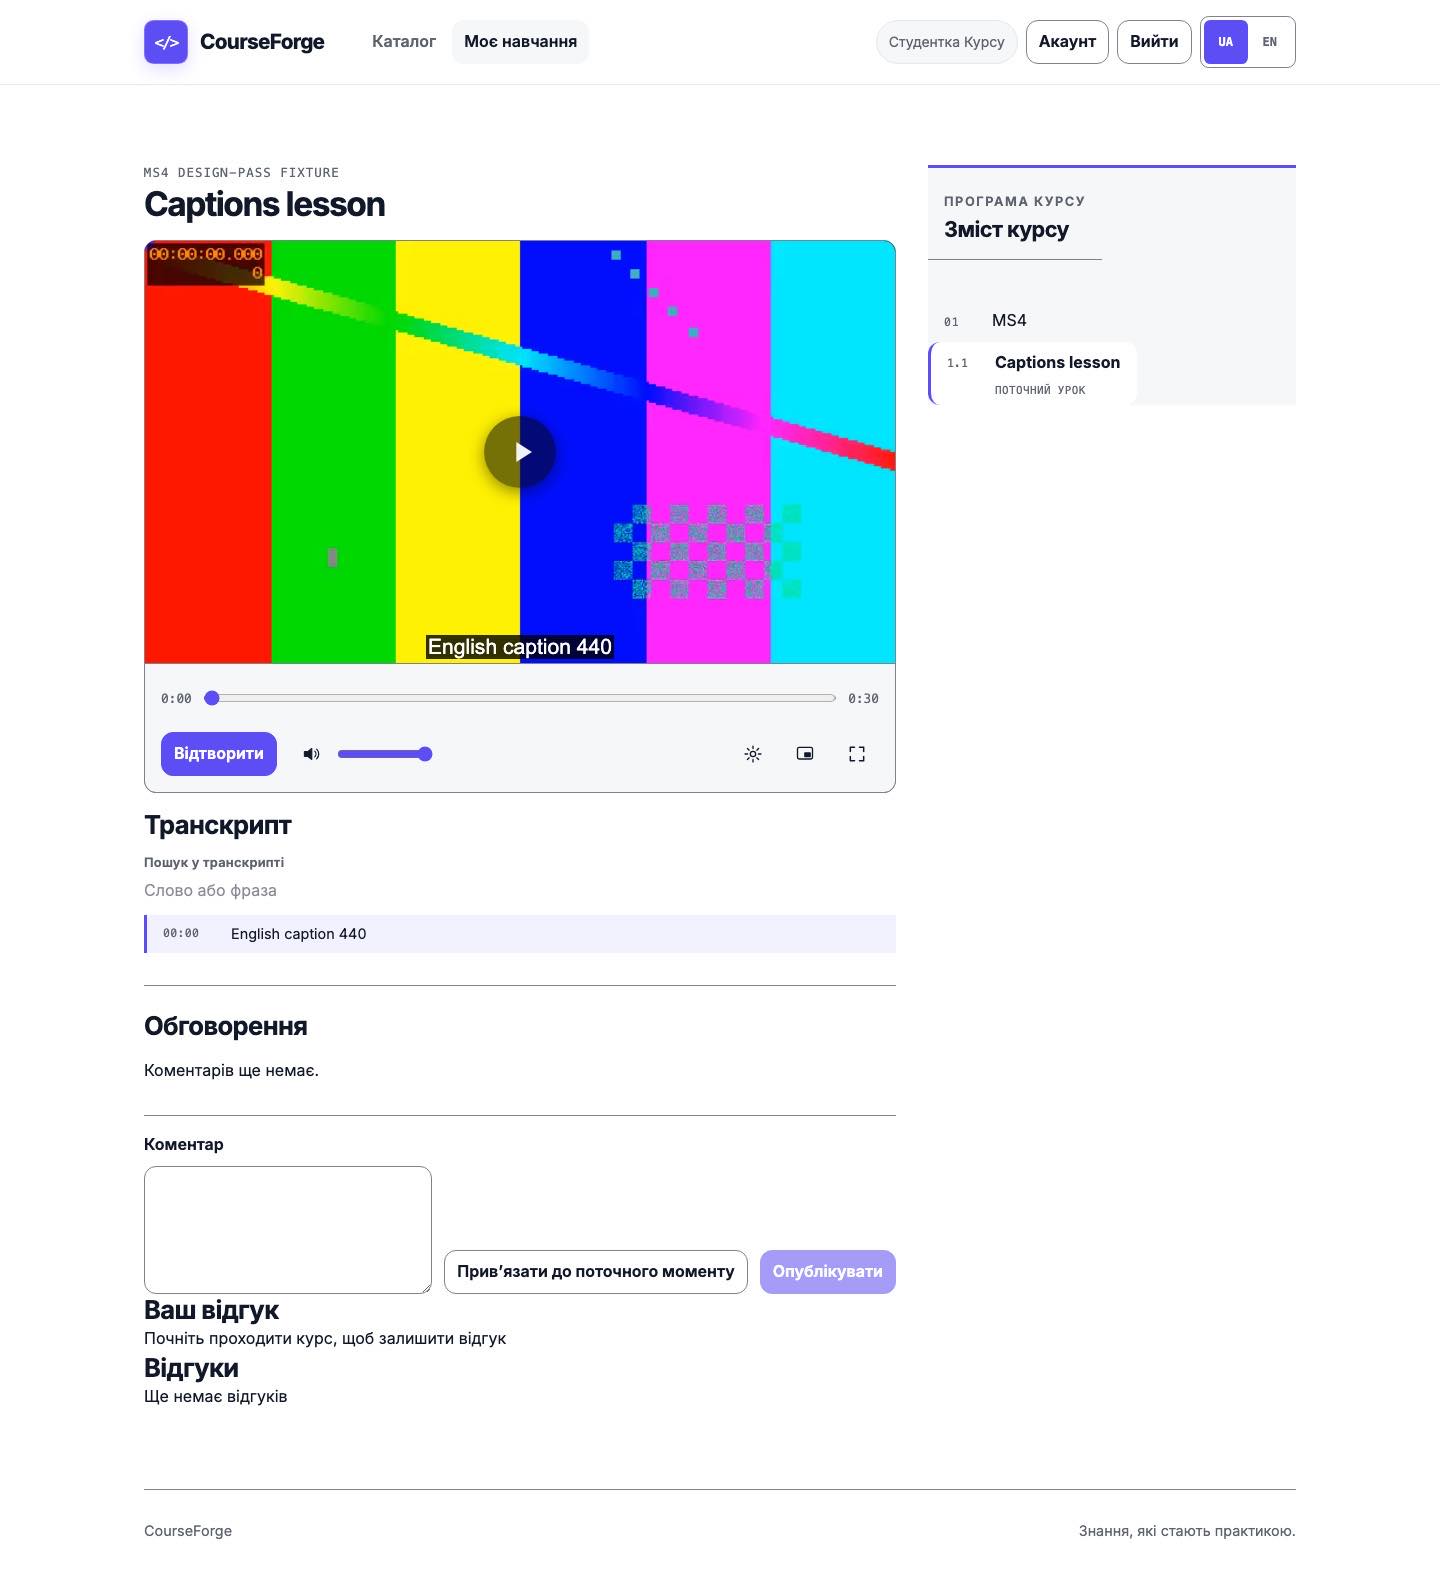 </> CourseForge Каталог Моє навчання Студентка Курсу Акаунт Вийти UA EN
MS4 DESIGN-PASS FIXTURE
Captions lesson
00:00:00.000
0
English caption 440
0:00 0:30
Відтворити
Транскрипт
Пошук у транскрипті
Слово або фраза
00:00 English caption 440
Обговорення
Коментарів ще немає.
Коментар
Прив’язати до поточного моменту Опублікувати
Ваш відгук
Почніть проходити курс, щоб залишити відгук
Відгуки
Ще немає відгуків
ПРОГРАМА КУРСУ
Зміст курсу
01 MS4
1.1 Captions lesson
ПОТОЧНИЙ УРОК
CourseForge Знання, які стають практикою.